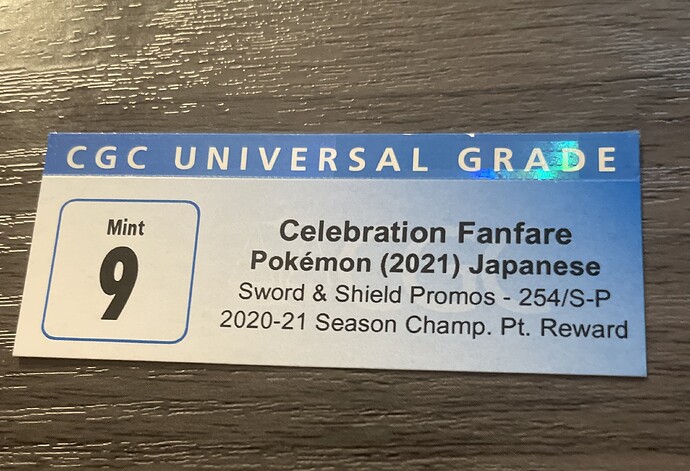 CGC UNIVERSAL GRADE
Mint
9
Celebration Fanfare
Pokémon (2021) Japanese
Sword & Shield Promos - 254/S-P
2020-21 Season Champ. Pt. Reward